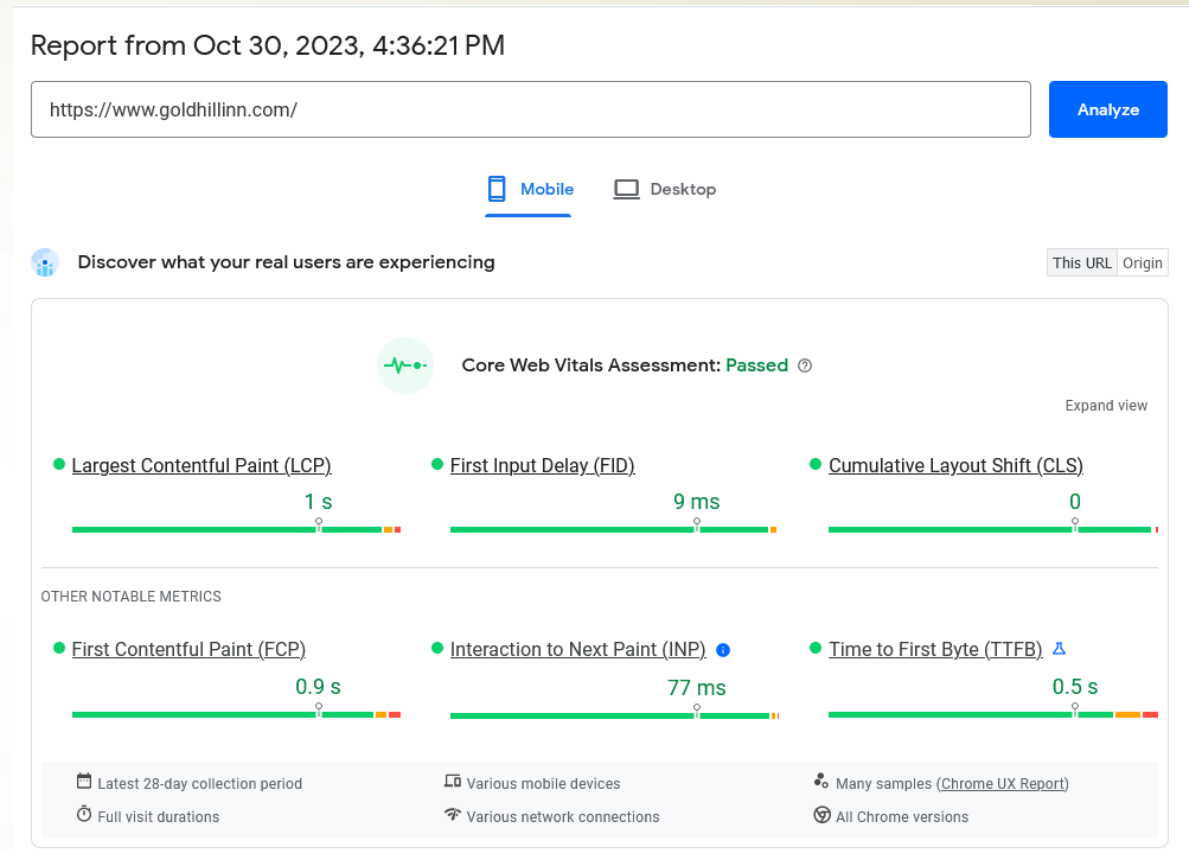 Report from Oct 30, 2023, 4:36:21 PM
https://www.goldhillinn.com/
Analyze
Mobile
Desktop
Discover what your real users are experiencing
This URL
Origin
Core Web Vitals Assessment: Passed
Expand view
Largest Contentful Paint (LCP)
1 s
First Input Delay (FID)
9 ms
Cumulative Layout Shift (CLS)
0
OTHER NOTABLE METRICS
First Contentful Paint (FCP)
0.9 s
Interaction to Next Paint (INP)
77 ms
Time to First Byte (TTFB)
0.5 s
Latest 28-day collection period
Various mobile devices
Many samples (Chrome UX Report)
Full visit durations
Various network connections
All Chrome versions